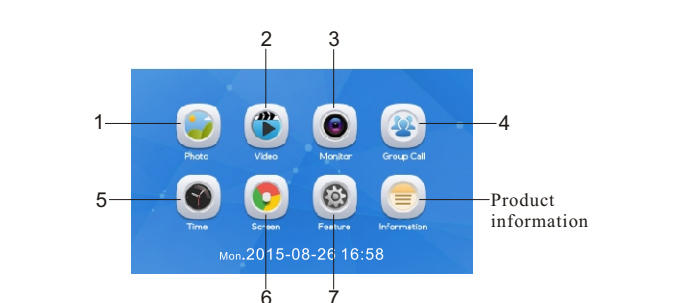 2 3
1 4
Photo Video Monitor Group Call
5 Product
information
Time Screen Feature Information
Mon.2015-08-26 16:58
6 7